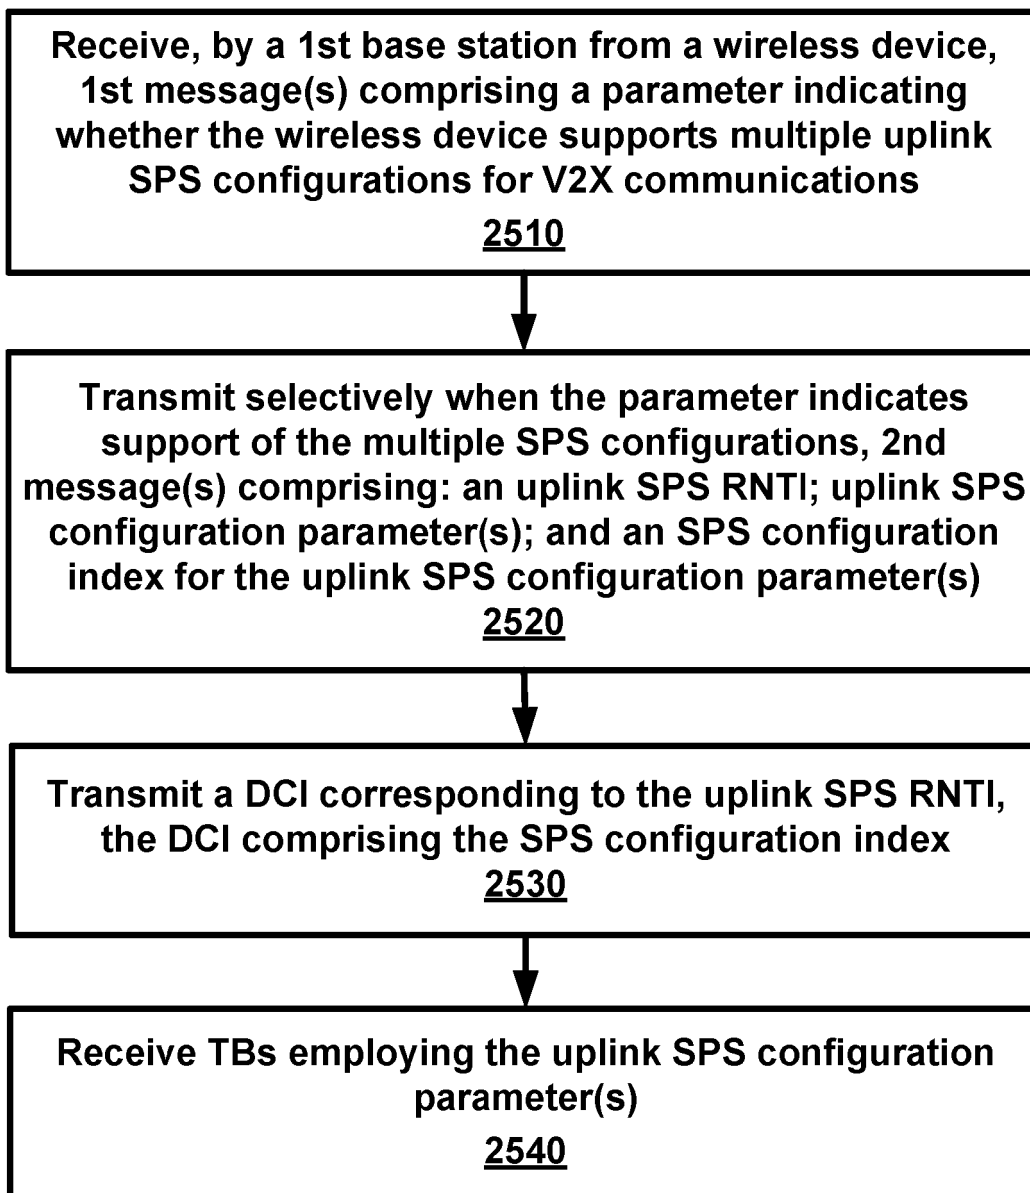 Receive, by a 1st base station from a wireless device,
1st message(s) comprising a parameter indicating
whether the wireless device supports multiple uplink
SPS configurations for V2X communications
2510
Transmit selectively when the parameter indicates
support of the multiple SPS configurations, 2nd
message(s) comprising: an uplink SPS RNTI; uplink SPS
configuration parameter(s); and an SPS configuration
index for the uplink SPS configuration parameter(s)
2520
Transmit a DCI corresponding to the uplink SPS RNTI,
the DCI comprising the SPS configuration index
2530
Receive TBs employing the uplink SPS configuration
parameter(s)
2540